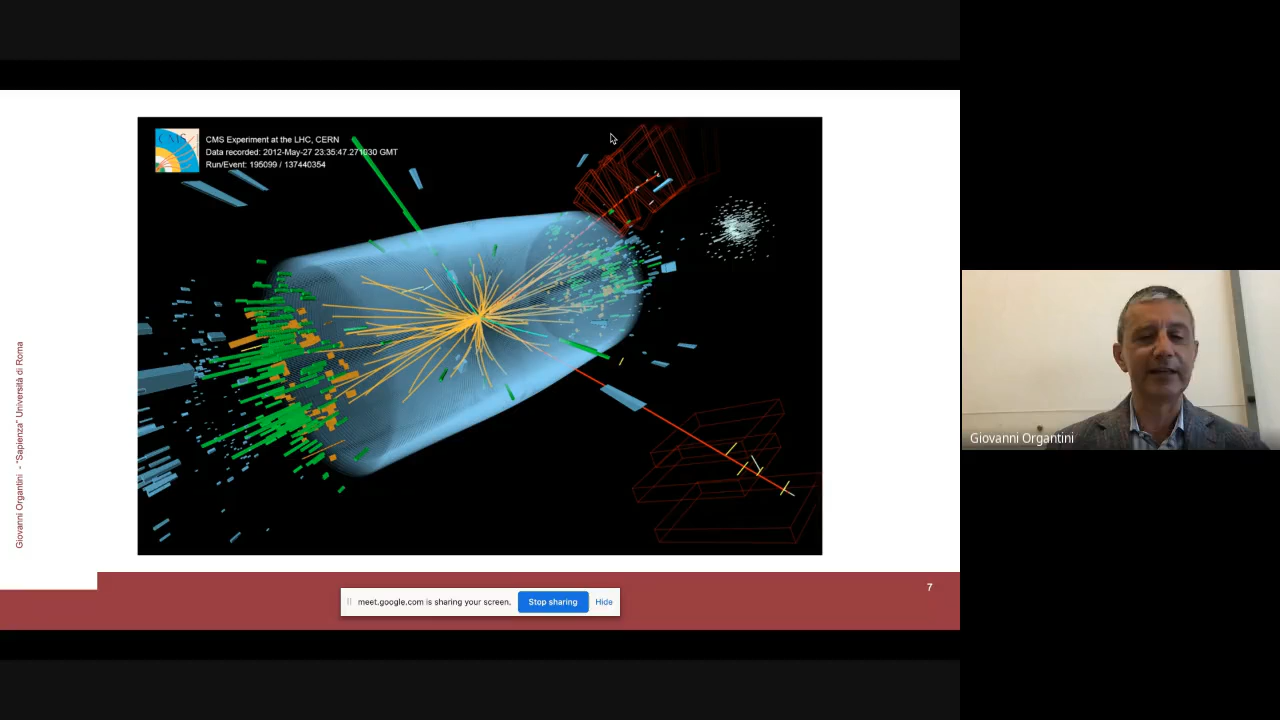 CMS
CMS Experiment at the LHC, CERN
Data recorded: 2012-May-27 23:35:47.271030 GMT
Run/Event: 195099 / 137440354
Giovanni Organtini - "Sapienza" Università di Roma
Giovanni Organtini
7
meet.google.com is sharing your screen.
Stop sharing
Hide